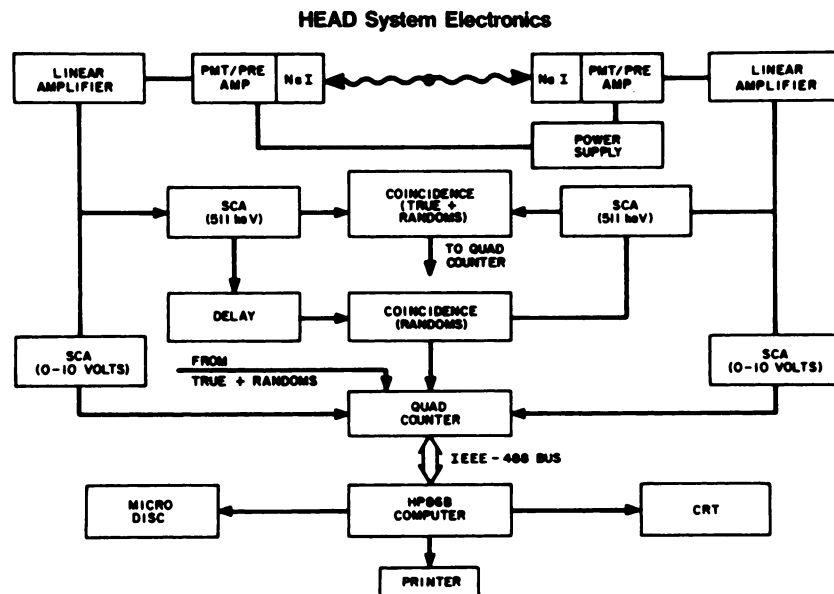 HEAD System Electronics
LINEAR
AMPLIFIER
PMT/PRE
AMP
NaI
NaI
PMT/PRE
AMP
LINEAR
AMPLIFIER
POWER
SUPPLY
SCA
(511 keV)
COINCIDENCE
(TRUE +
RANDOMS)
SCA
(511 keV)
TO QUAD
COUNTER
DELAY
COINCIDENCE
(RANDOMS)
SCA
(0-10 VOLTS)
FROM
TRUE + RANDOMS
SCA
(0-10 VOLTS)
QUAD
COUNTER
IEEE-488 BUS
MICRO
DISC
HP86B
COMPUTER
CRT
PRINTER